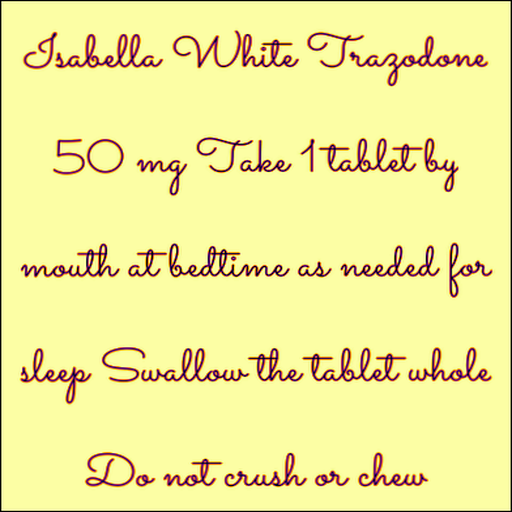 Isabella White Trazodone
50 mg Take 1 tablet by
mouth at bedtime as needed for
sleep Swallow the tablet whole
Do not crush or chew